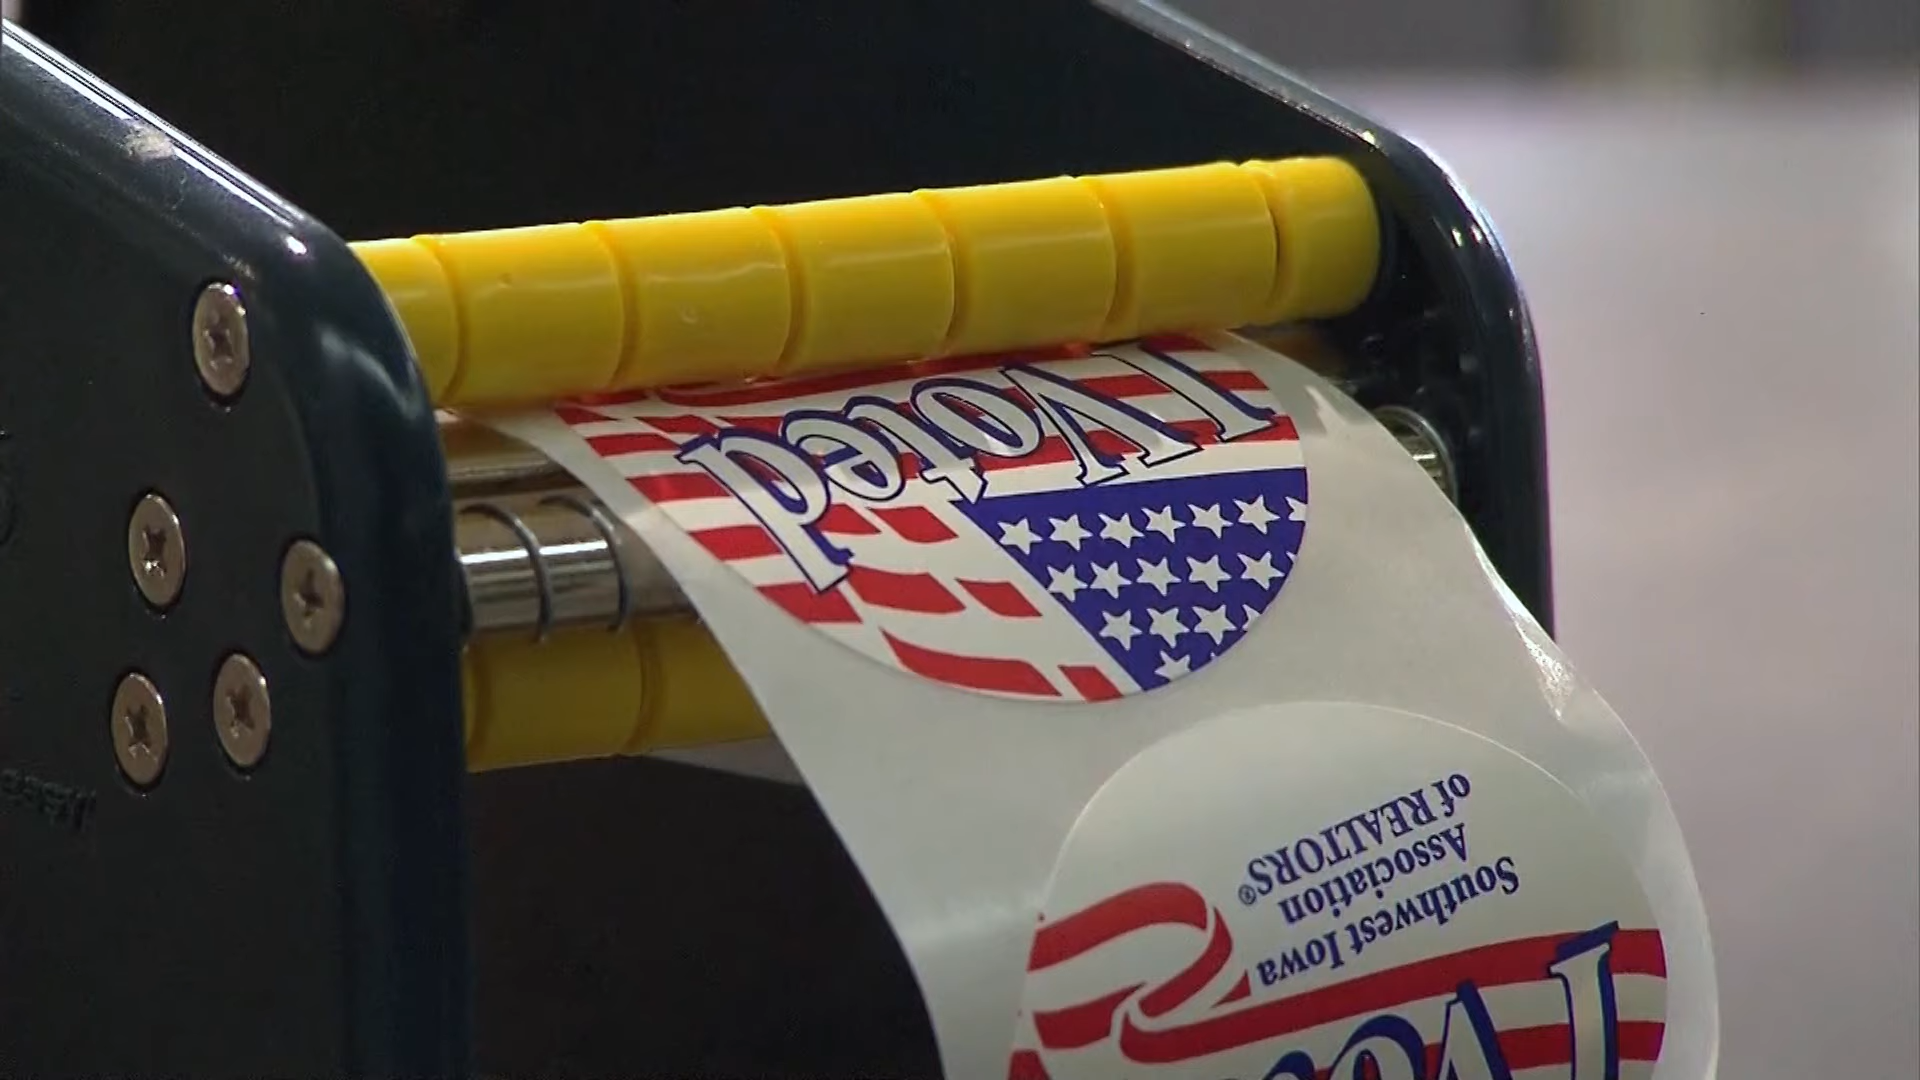 I Voted
Southwest Iowa
Association
of REALTORS®
I Voted